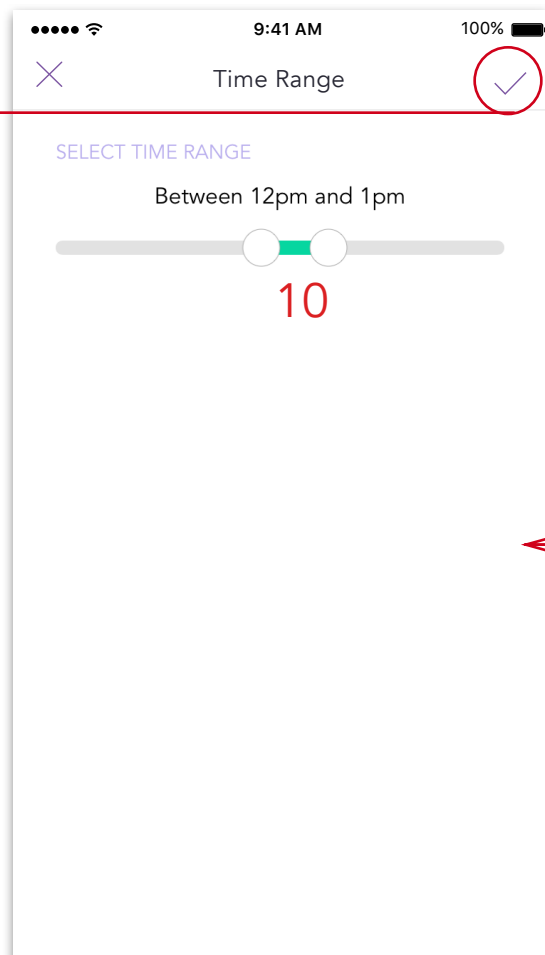 9:41 AM
100%
Time Range
SELECT TIME RANGE
Between 12pm and 1pm
10